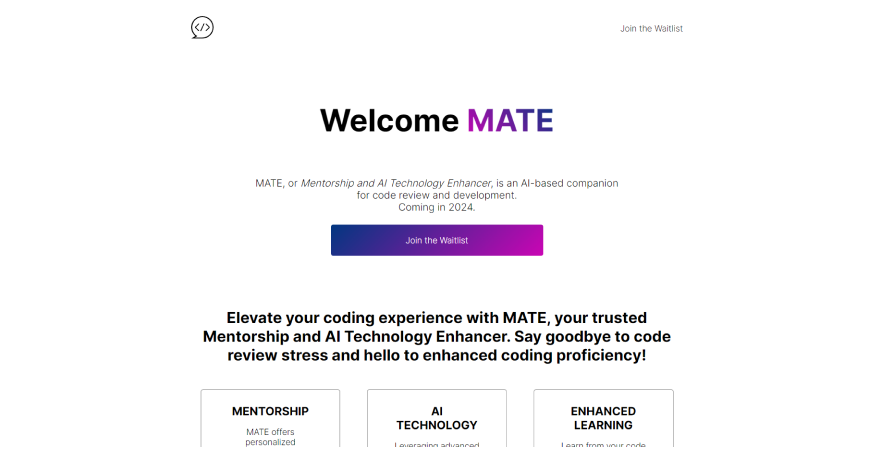 </>
Join the Waitlist
Welcome MATE
MATE, or Mentorship and AI Technology Enhancer, is an AI-based companion
for code review and development.
Coming in 2024.
Join the Waitlist
Elevate your coding experience with MATE, your trusted
Mentorship and AI Technology Enhancer. Say goodbye to code
review stress and hello to enhanced coding proficiency!
MENTORSHIP
MATE offers
personalized
AI
TECHNOLOGY
Leveraging advanced
ENHANCED
LEARNING
Learn from your code